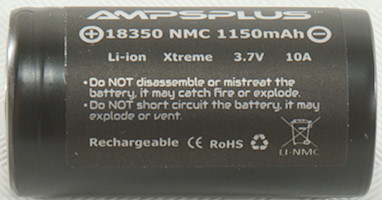 AMPSPLUS™
+ 18350 NMC 1150mAh −
Li-ion Xtreme 3.7V 10A
•Do NOT disassemble or mistreat the
battery, it may catch fire or explode.
•Do NOT short circuit the battery, it may
explode or vent.
Rechargeable CE RoHS
LI-NMC